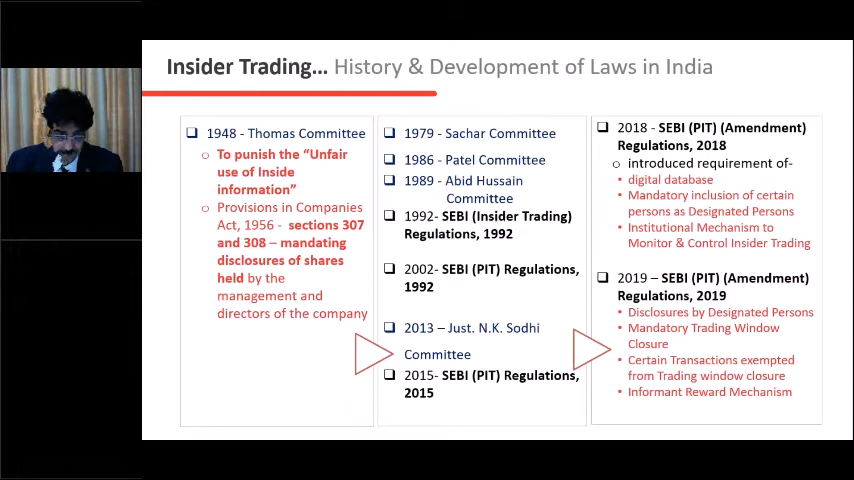 Insider Trading... History & Development of Laws in India
1948 - Thomas Committee
To punish the “Unfair
use of Inside
information”
Provisions in Companies
Act, 1956 - sections 307
and 308 – mandating
disclosures of shares
held by the
management and
directors of the company
1979 - Sachar Committee
1986 - Patel Committee
1989 - Abid Hussain
Committee
1992- SEBI (Insider Trading)
Regulations, 1992
2002- SEBI (PIT) Regulations,
1992
2013 – Just. N.K. Sodhi
Committee
2015- SEBI (PIT) Regulations,
2015
2018 - SEBI (PIT) (Amendment)
Regulations, 2018
introduced requirement of-
digital database
Mandatory inclusion of certain
persons as Designated Persons
Institutional Mechanism to
Monitor & Control Insider Trading
2019 – SEBI (PIT) (Amendment)
Regulations, 2019
Disclosures by Designated Persons
Mandatory Trading Window
Closure
Certain Transactions exempted
from Trading window closure
Informant Reward Mechanism